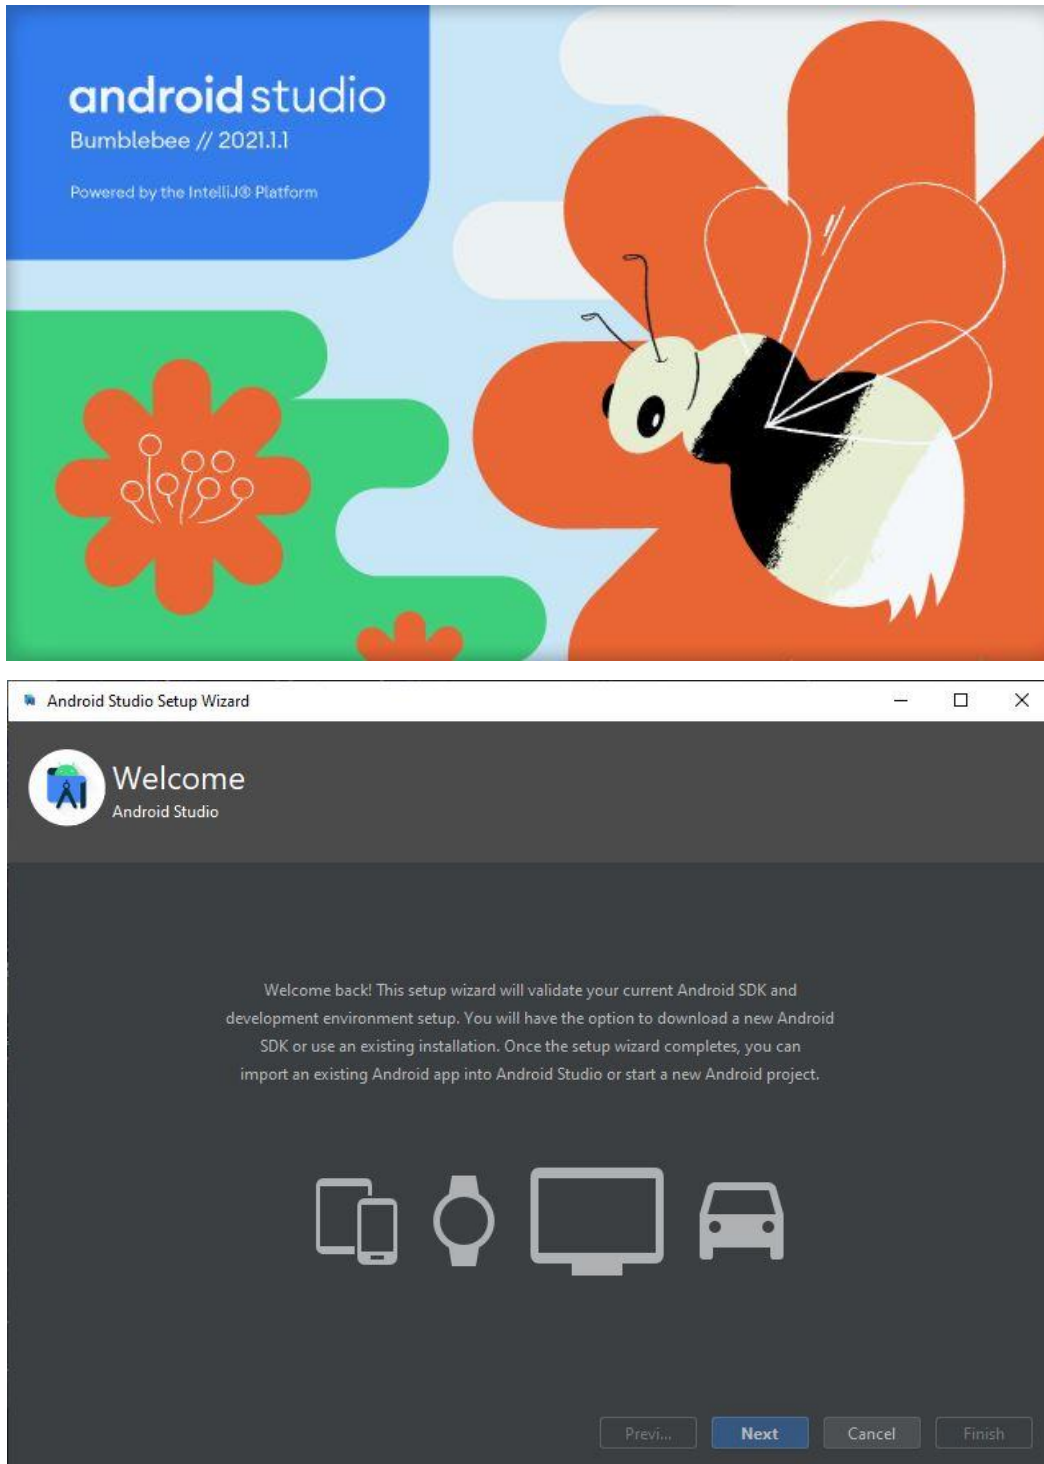 android studio
Bumblebee // 2021.1.1
Powered by the IntelliJ® Platform
Android Studio Setup Wizard
Welcome
Android Studio
Welcome back! This setup wizard will validate your current Android SDK and
development environment setup. You will have the option to download a new Android
SDK or use an existing installation. Once the setup wizard completes, you can
import an existing Android app into Android Studio or start a new Android project.
Previ... Next Cancel Finish